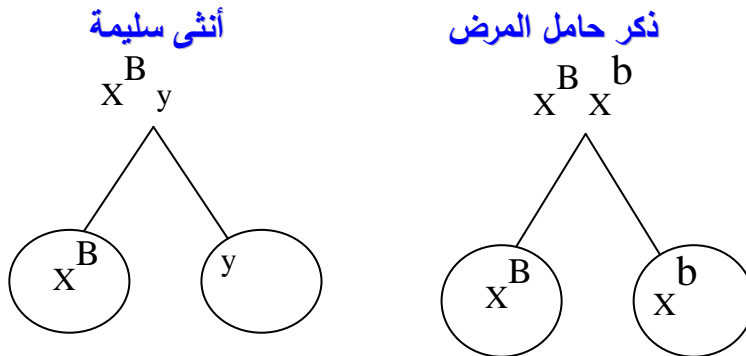 ذكر حامل المرض
أنثى سليمة
X^B X^b
X^B y
X^B
X^b
X^B
y